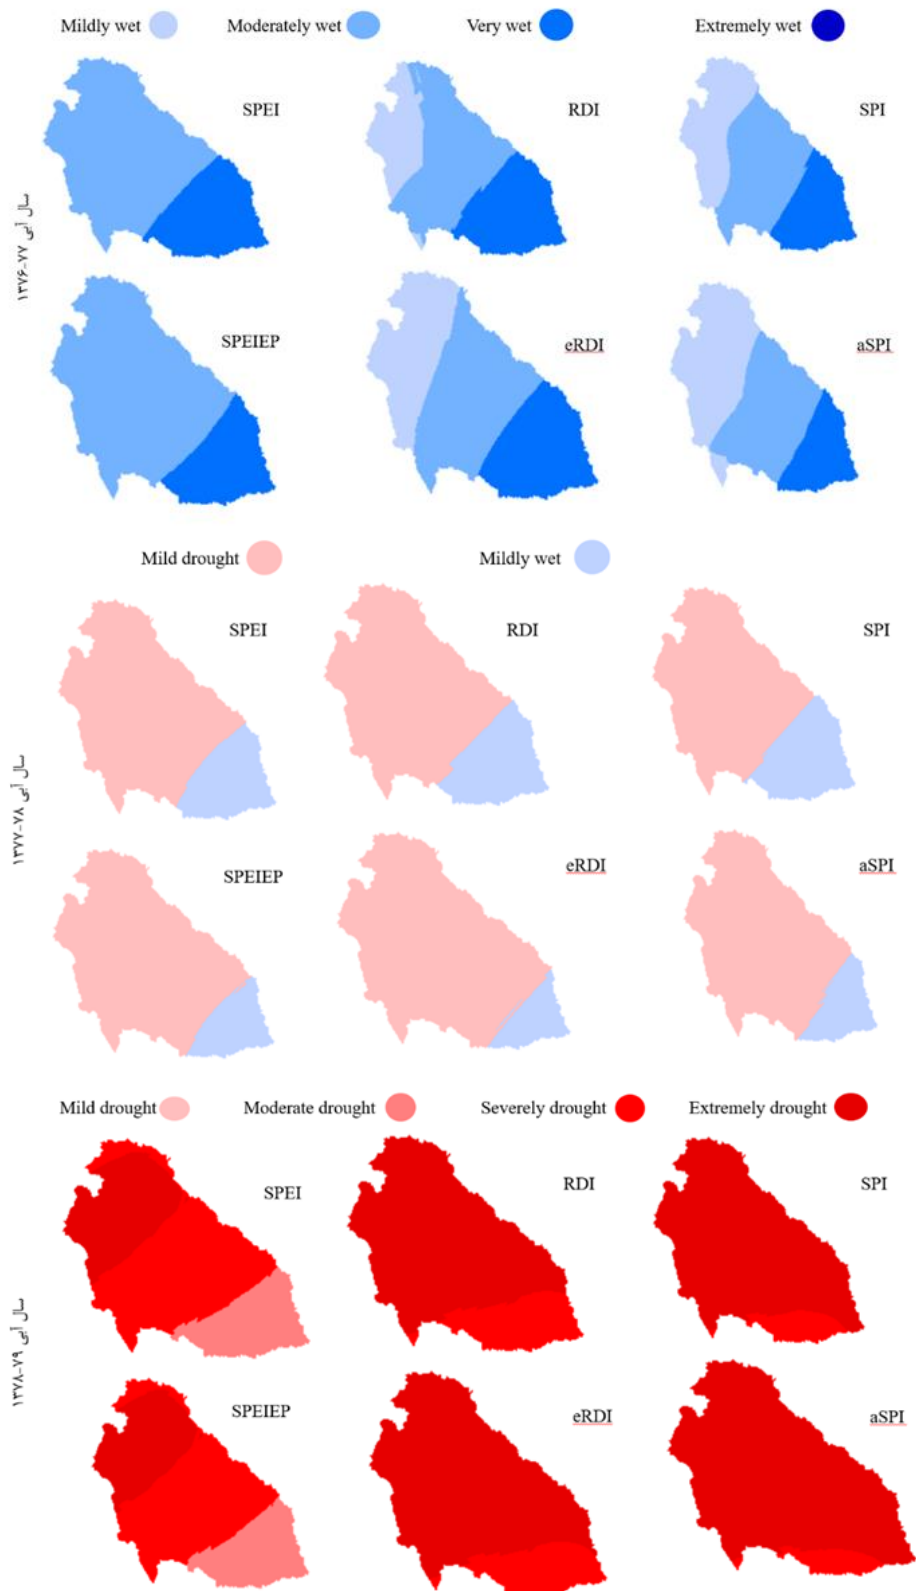 Mildly wet Moderately wet Very wet Extremely wet
SPEI RDI SPI
سال آبی ۱۳۷۶-۷۷
SPEIEP eRDI aSPI
Mild drought Mildly wet
SPEI RDI SPI
سال آبی ۱۳۷۷-۷۸
SPEIEP eRDI aSPI
Mild drought Moderate drought Severely drought Extremely drought
SPEI RDI SPI
سال آبی ۱۳۷۸-۷۹
SPEIEP eRDI aSPI